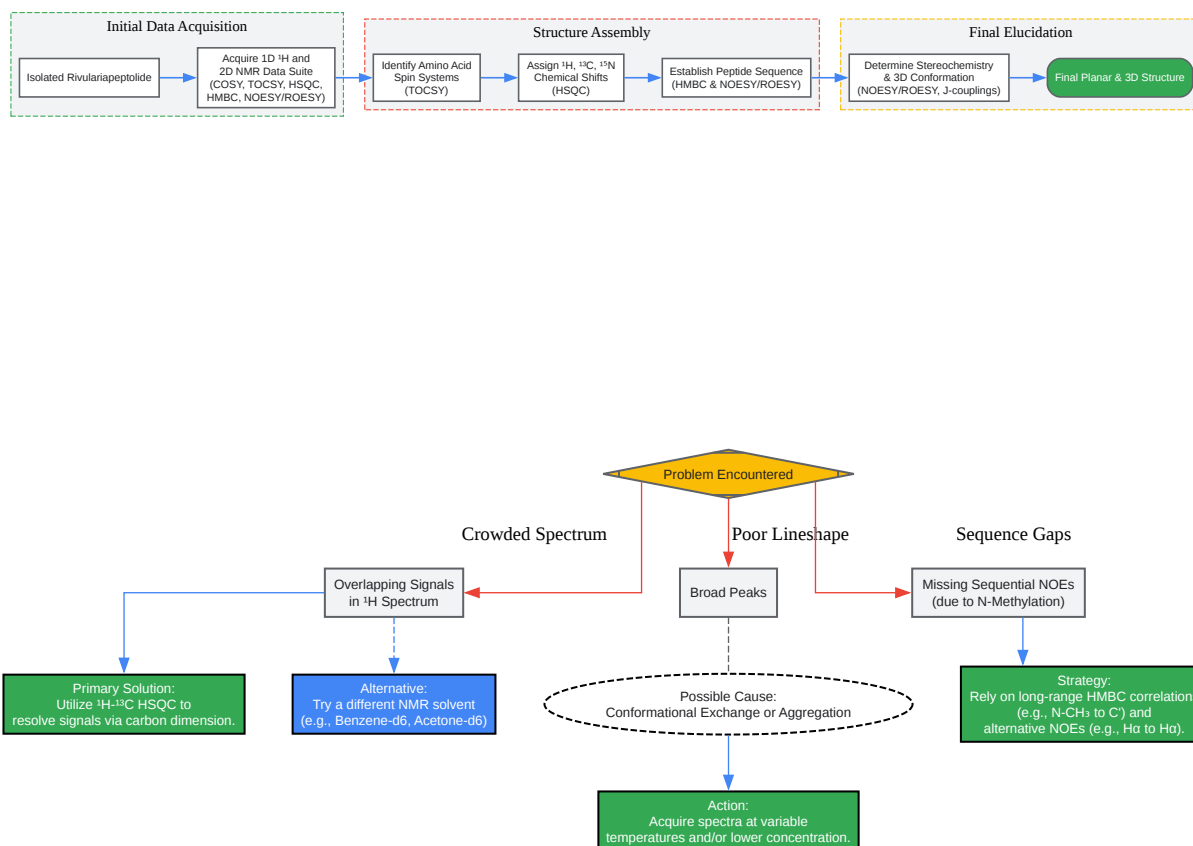 Initial Data Acquisition
Structure Assembly
Final Elucidation
Isolated Rivulariapeptolide
Acquire 1D ¹H and
2D NMR Data Suite
(COSY, TOCSY, HSQC,
HMBC, NOESY/ROESY)
Identify Amino Acid
Spin Systems
(TOCSY)
Assign ¹H, ¹³C, ¹⁵N
Chemical Shifts
(HSQC)
Establish Peptide Sequence
(HMBC & NOESY/ROESY)
Determine Stereochemistry
& 3D Conformation
(NOESY/ROESY, J-couplings)
Final Planar & 3D Structure
Problem Encountered
Crowded Spectrum
Poor Lineshape
Sequence Gaps
Overlapping Signals
in ¹H Spectrum
Broad Peaks
Missing Sequential NOEs
(due to N-Methylation)
Primary Solution:
Utilize ¹H-¹³C HSQC to
resolve signals via carbon dimension.
Alternative:
Try a different NMR solvent
(e.g., Benzene-d6, Acetone-d6)
Possible Cause:
Conformational Exchange or Aggregation
Strategy:
Rely on long-range HMBC correlation
(e.g., N-CH₃ to C') and
alternative NOEs (e.g., Hα to Hα).
Action:
Acquire spectra at variable
temperatures and/or lower concentration.